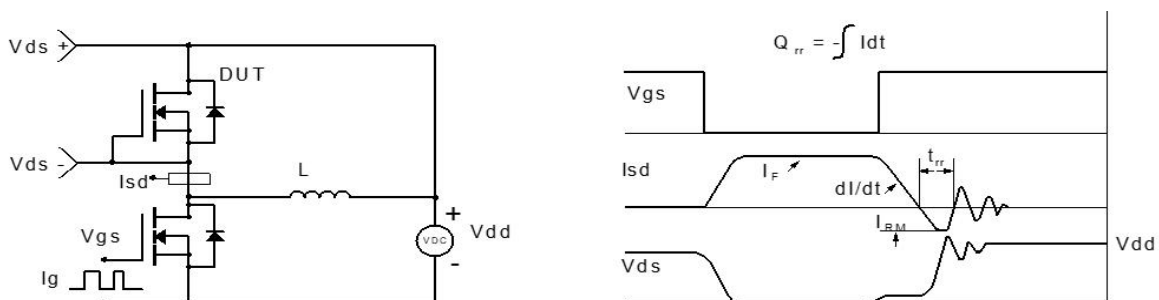 Vds +
DUT
Vds -
Isd
L
Vgs
Ig
+
VDC
-
Vdd
Q rr = -∫ Idt
Vgs
Isd
I F
dI/dt
t rr
I RM
Vds
Vdd